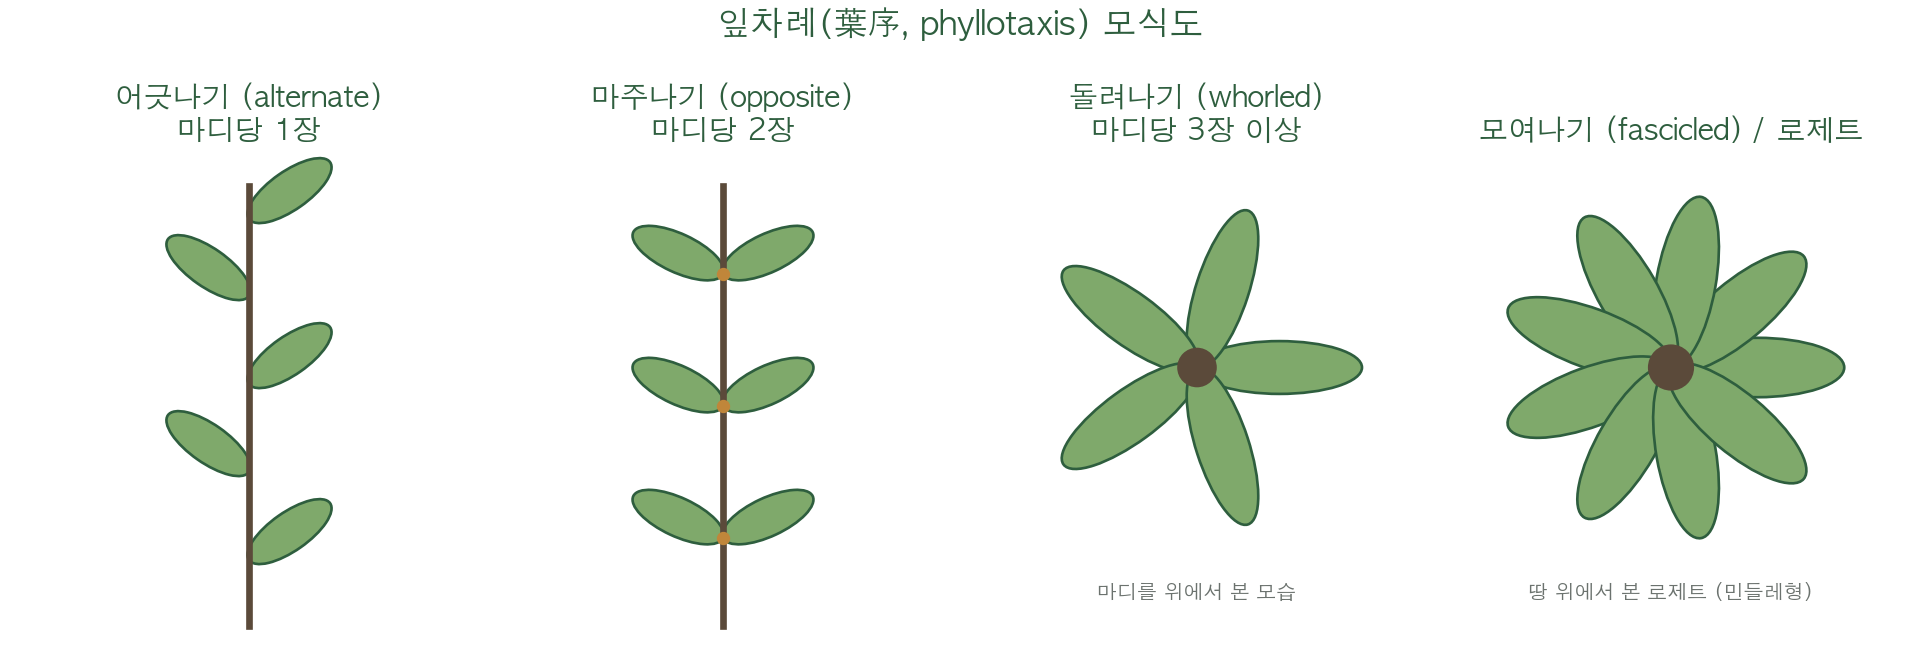 잎차례(葉序, phyllotaxis) 모식도
어긋나기 (alternate)
마디당 1장
마주나기 (opposite)
마디당 2장
돌려나기 (whorled)
마디당 3장 이상
모여나기 (fascicled) / 로제트
마디를 위에서 본 모습
땅 위에서 본 로제트 (민들레형)